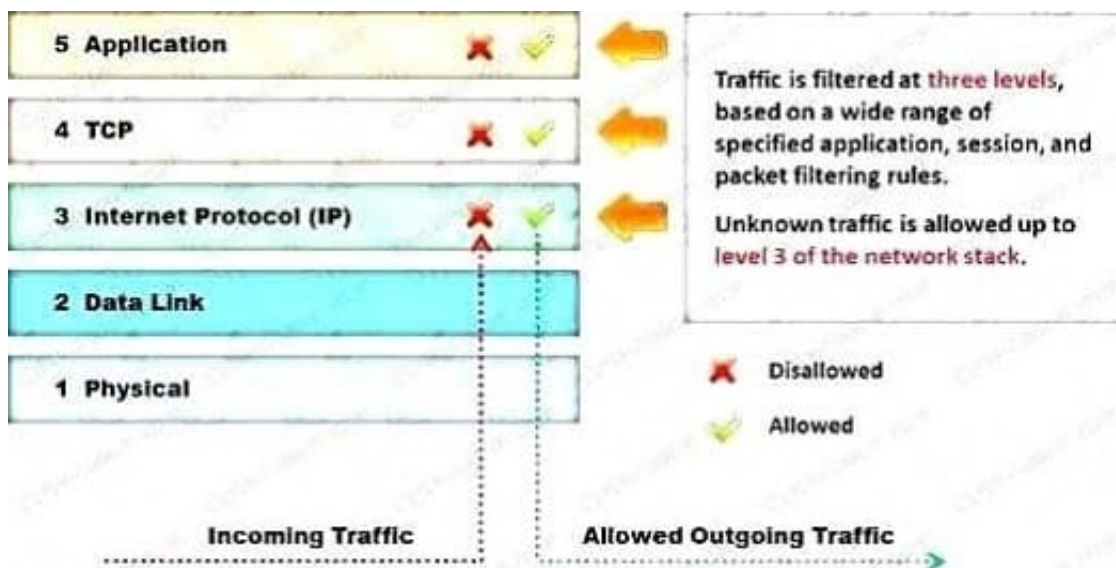 5 Application
4 TCP
3 Internet Protocol (IP)
2 Data Link
1 Physical
Traffic is filtered at three levels,
based on a wide range of
specified application, session, and
packet filtering rules.
Unknown traffic is allowed up to
level 3 of the network stack.
Disallowed
Allowed
Incoming Traffic
Allowed Outgoing Traffic